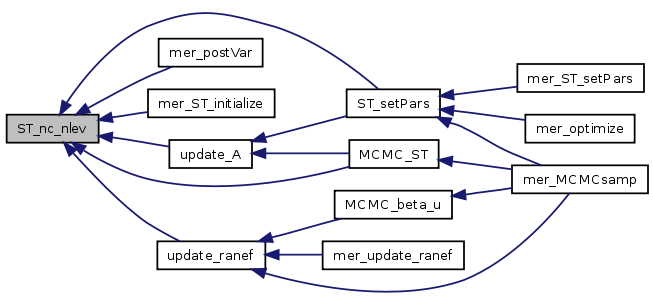 ST_nc_nlev
mer_postVar
mer_ST_initialize
update_A
update_ranef
ST_setPars
MCMC_ST
MCMC_beta_u
mer_update_ranef
mer_ST_setPars
mer_optimize
mer_MCMCsamp